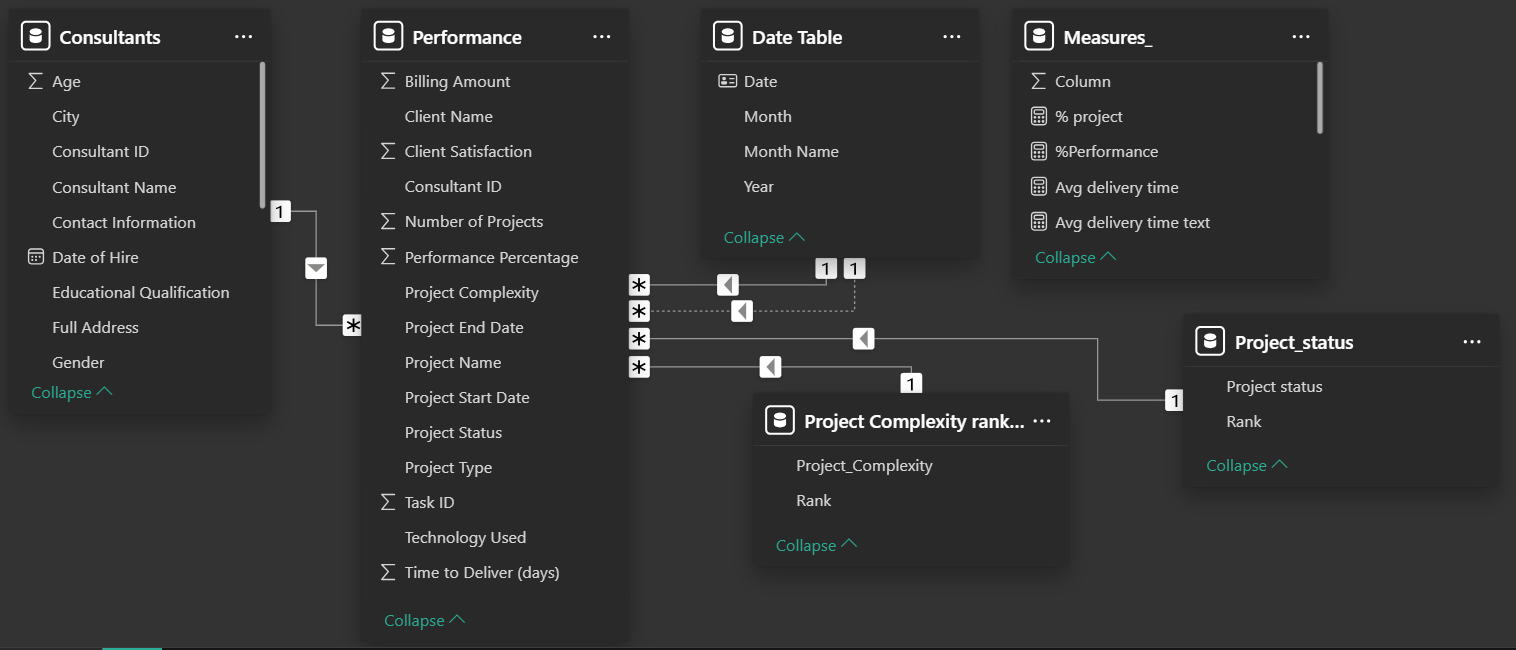 Consultants
Age
City
Consultant ID
Consultant Name
Contact Information
Date of Hire
Educational Qualification
Full Address
Gender
Collapse
1
*
Performance
Billing Amount
Client Name
Client Satisfaction
Consultant ID
Number of Projects
Performance Percentage
Project Complexity
Project End Date
Project Name
Project Start Date
Project Status
Project Type
Task ID
Technology Used
Time to Deliver (days)
Collapse
*
*
*
*
Date Table
Date
Month
Month Name
Year
Collapse
1 1
Measures_
Column
% project
%Performance
Avg delivery time
Avg delivery time text
Collapse
1
Project Complexity rank...
Project_Complexity
Rank
Collapse
1
Project_status
Project status
Rank
Collapse